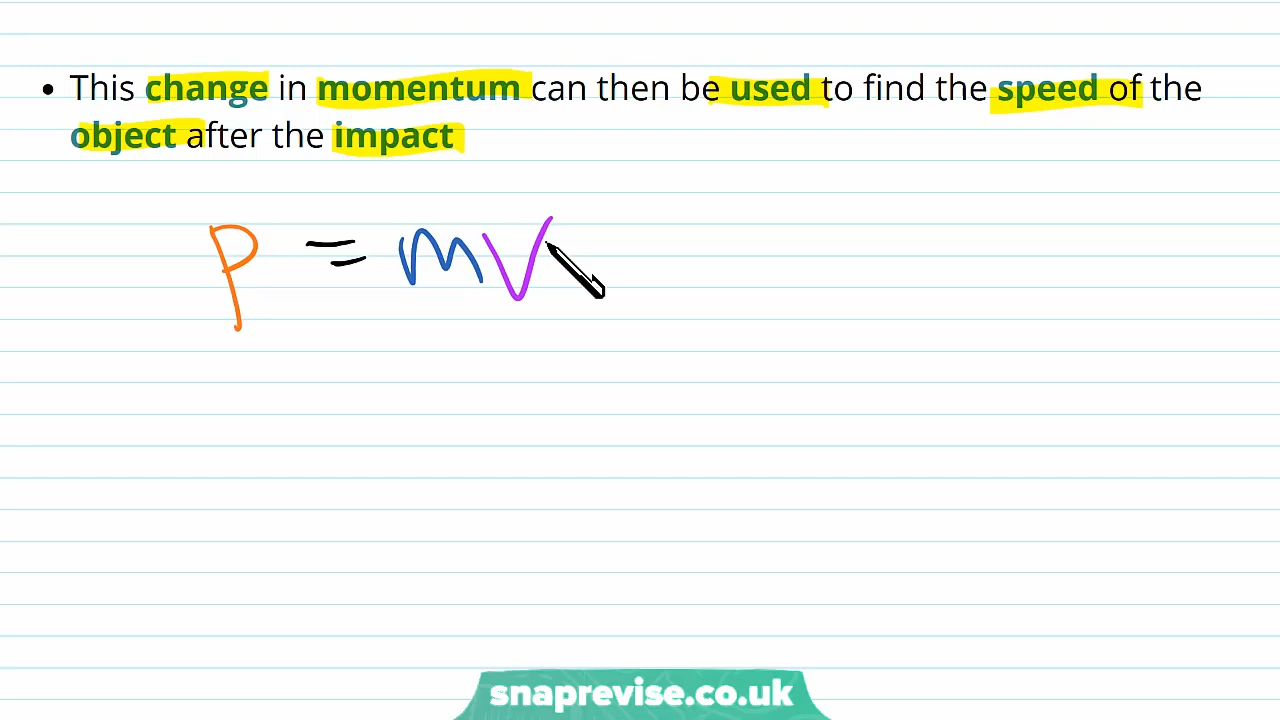 • This change in momentum can then be used to find the speed of the
object after the impact
P = mV
snaprevise.co.uk